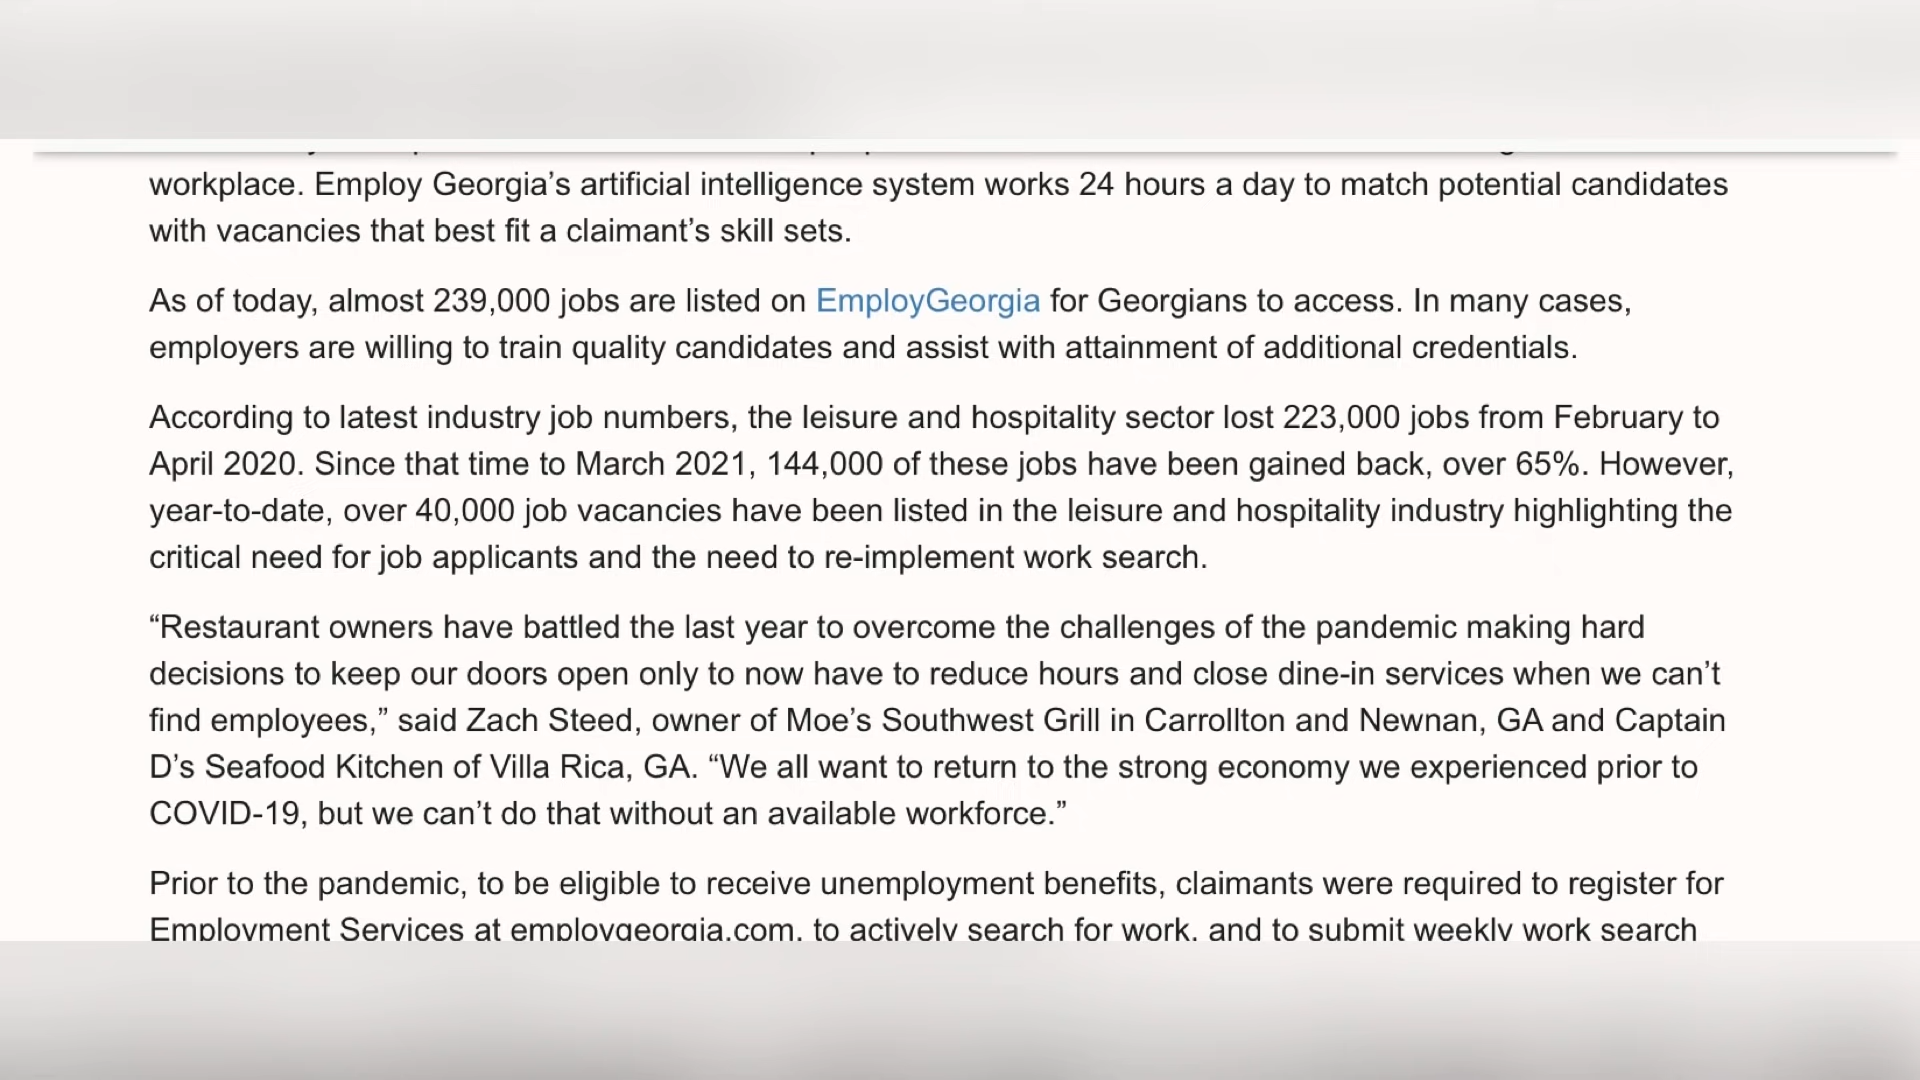 workplace. Employ Georgia’s artificial intelligence system works 24 hours a day to match potential candidates
with vacancies that best fit a claimant’s skill sets.
As of today, almost 239,000 jobs are listed on EmployGeorgia for Georgians to access. In many cases,
employers are willing to train quality candidates and assist with attainment of additional credentials.
According to latest industry job numbers, the leisure and hospitality sector lost 223,000 jobs from February to
April 2020. Since that time to March 2021, 144,000 of these jobs have been gained back, over 65%. However,
year-to-date, over 40,000 job vacancies have been listed in the leisure and hospitality industry highlighting the
critical need for job applicants and the need to re-implement work search.
“Restaurant owners have battled the last year to overcome the challenges of the pandemic making hard
decisions to keep our doors open only to now have to reduce hours and close dine-in services when we can’t
find employees,” said Zach Steed, owner of Moe’s Southwest Grill in Carrollton and Newnan, GA and Captain
D’s Seafood Kitchen of Villa Rica, GA. “We all want to return to the strong economy we experienced prior to
COVID-19, but we can’t do that without an available workforce.”
Prior to the pandemic, to be eligible to receive unemployment benefits, claimants were required to register for
Employment Services at employgeorgia.com, to actively search for work, and to submit weekly work search